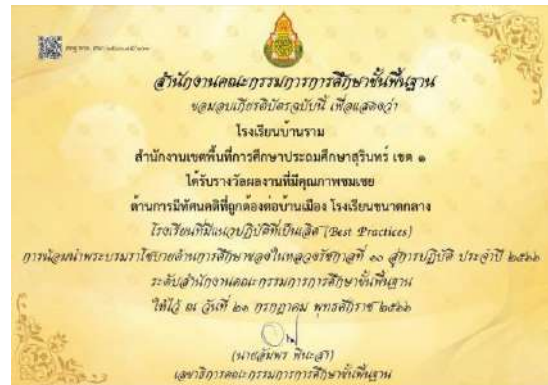 สำนักงานคณะกรรมการการศึกษาขั้นพื้นฐาน
ขอมอบเกียรติบัตรฉบับนี้ เพื่อแสดงว่า
โรงเรียนบ้านราม
สำนักงานเขตพื้นที่การศึกษาประถมศึกษาสุรินทร์ เขต ๑
ได้รับรางวัลผลงานที่มีคุณภาพชมเชย
ด้านการมีทัศนคติที่ถูกต้องต่อบ้านเมือง โรงเรียนขนาดกลาง
โรงเรียนที่มีแนวปฏิบัติที่เป็นเลิศ (Best Practices)
การน้อมนำพระบรมราโชบายด้านการศึกษาของในหลวงรัชกาลที่ ๑๐ สู่การปฏิบัติ ประจำปี ๒๕๖๖
ระดับสำนักงานคณะกรรมการการศึกษาขั้นพื้นฐาน
ให้ไว้ ณ วันที่ ๒๑ กรกฎาคม พุทธศักราช ๒๕๖๖
(นายอัมพร พินะสา)
เลขาธิการคณะกรรมการการศึกษาขั้นพื้นฐาน